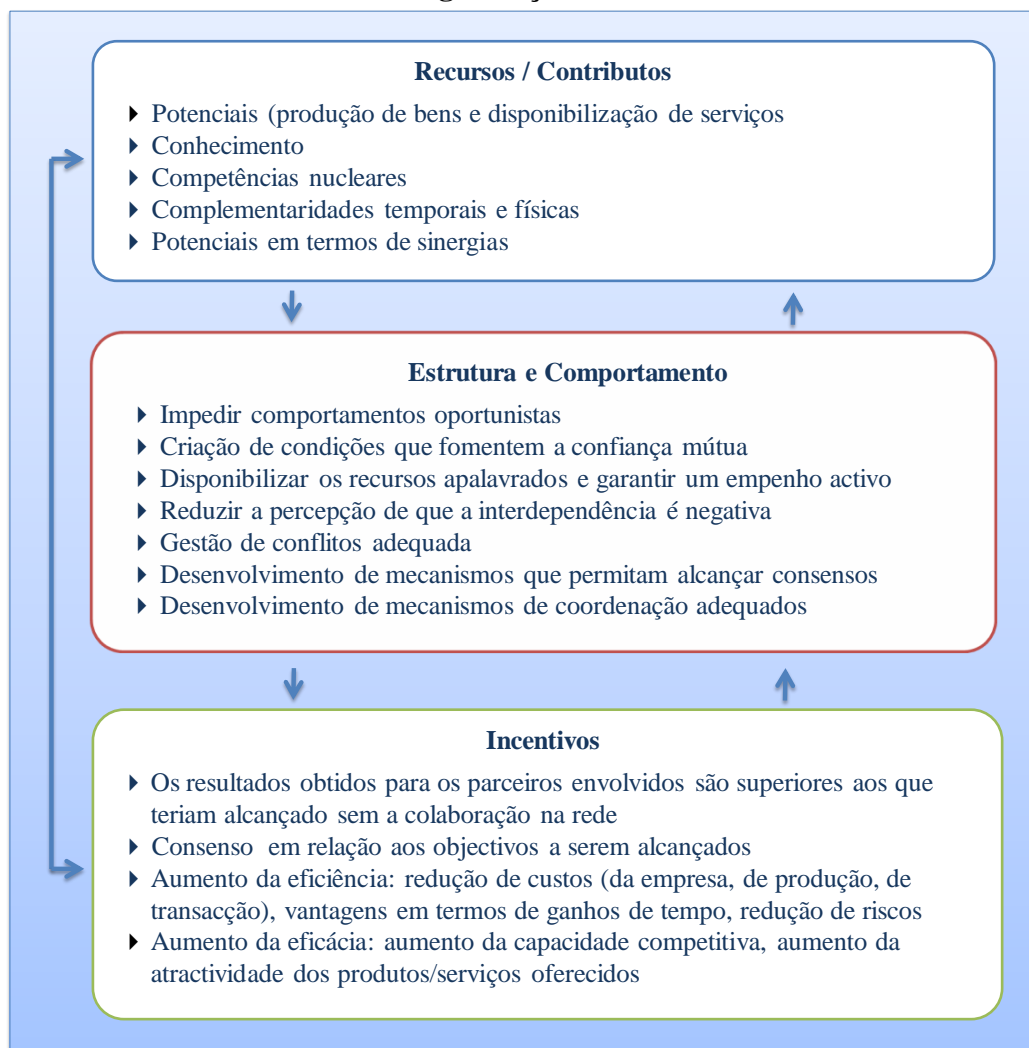 Recursos / Contributos
Potenciais (produção de bens e disponibilização de serviços
Conhecimento
Competências nucleares
Complementaridades temporais e físicas
Potenciais em termos de sinergias
Estrutura e Comportamento
Impedir comportamentos oportunistas
Criação de condições que fomentem a confiança mútua
Disponibilizar os recursos apalavrados e garantir um empenho activo
Reduzir a percepção de que a interdependência é negativa
Gestão de conflitos adequada
Desenvolvimento de mecanismos que permitam alcançar consensos
Desenvolvimento de mecanismos de coordenação adequados
Incentivos
Os resultados obtidos para os parceiros envolvidos são superiores aos que
teriam alcançado sem a colaboração na rede
Consenso em relação aos objectivos a serem alcançados
Aumento da eficiência: redução de custos (da empresa, de produção, de
transacção), vantagens em termos de ganhos de tempo, redução de riscos
Aumento da eficácia: aumento da capacidade competitiva, aumento da
atractividade dos produtos/serviços oferecidos